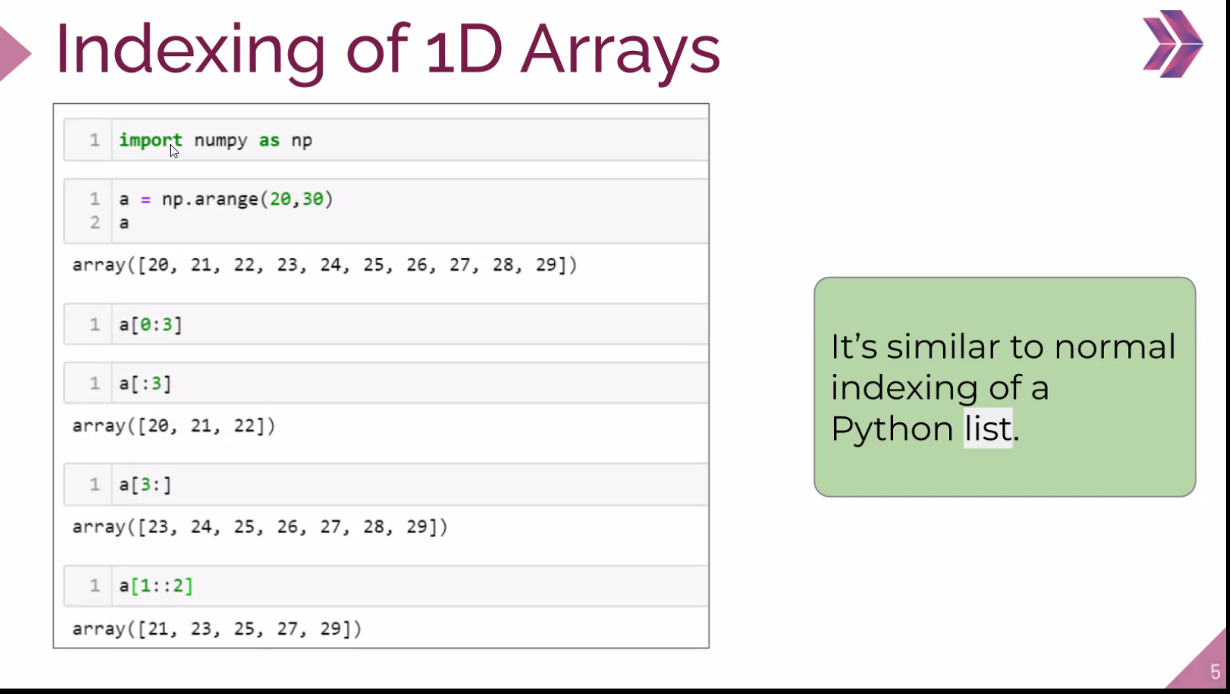 Indexing of 1D Arrays
1 import numpy as np
1 a = np.arange(20,30)
2 a
array([20, 21, 22, 23, 24, 25, 26, 27, 28, 29])
1 a[0:3]
1 a[:3]
array([20, 21, 22])
1 a[3:]
array([23, 24, 25, 26, 27, 28, 29])
1 a[1::2]
array([21, 23, 25, 27, 29])
It’s similar to normal
indexing of a
Python list.
5